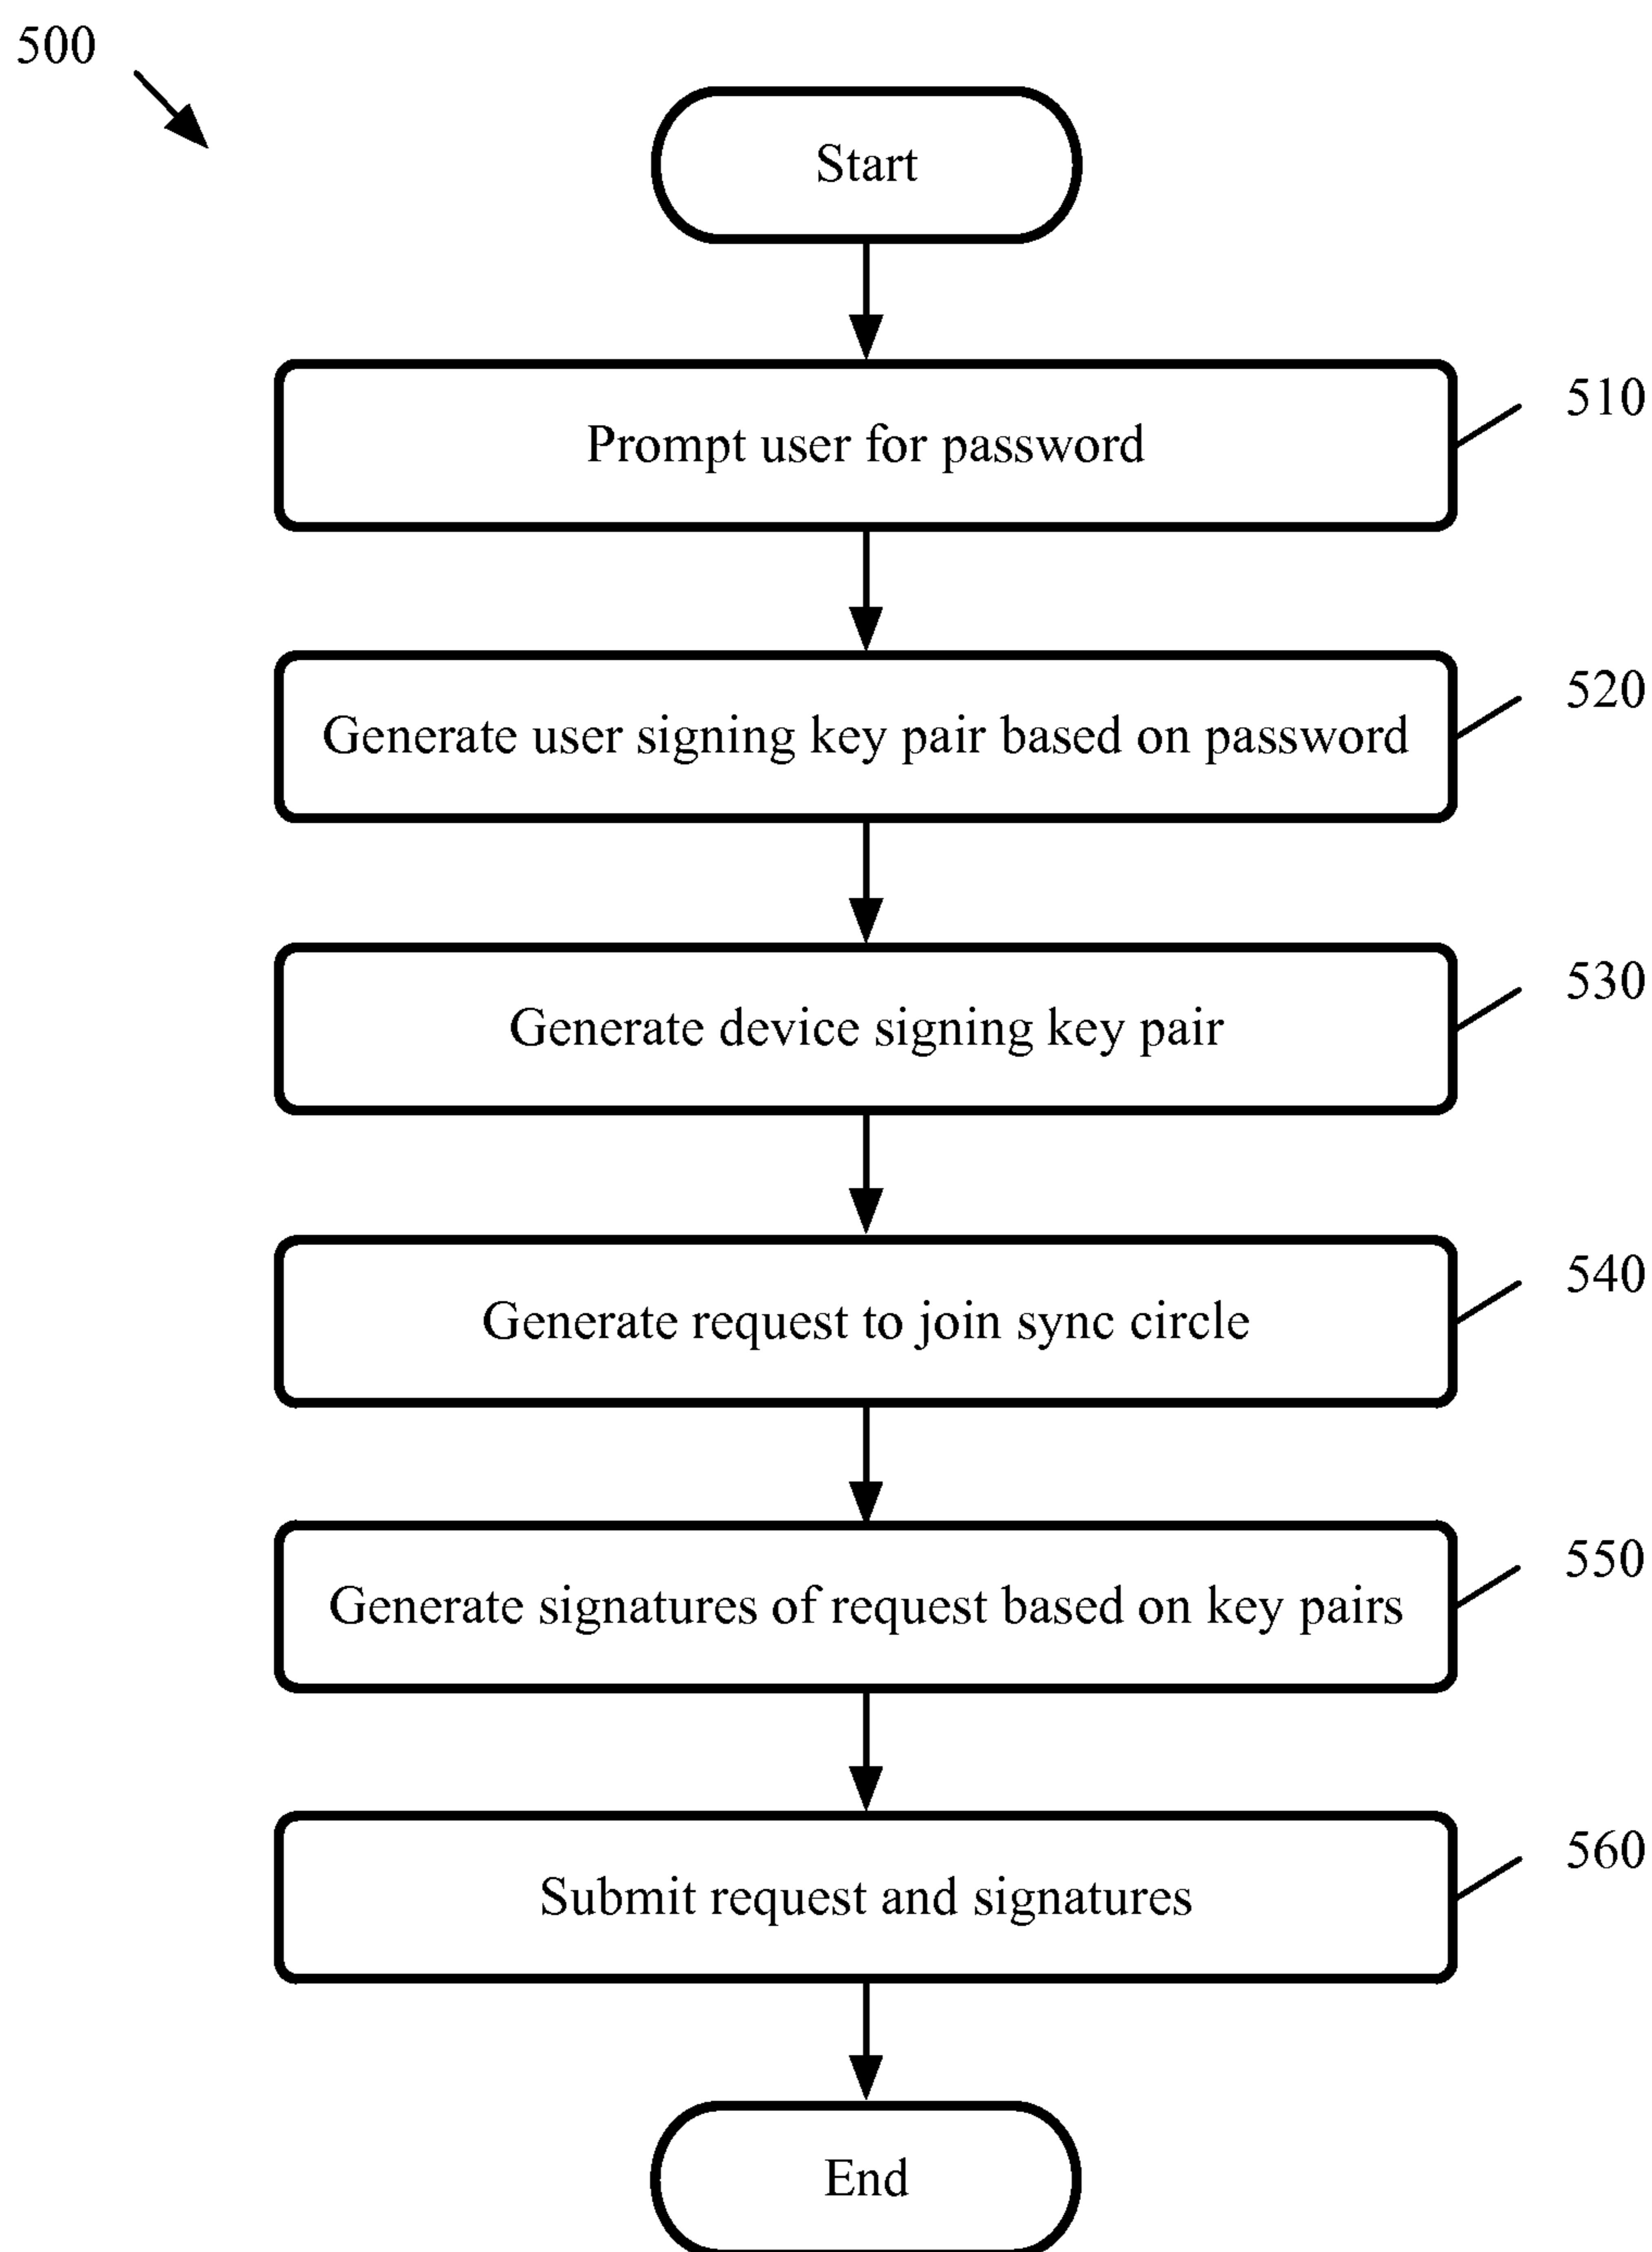 500
Start
Prompt user for password
510
Generate user signing key pair based on password
520
Generate device signing key pair
530
Generate request to join sync circle
540
Generate signatures of request based on key pairs
550
Submit request and signatures
560
End